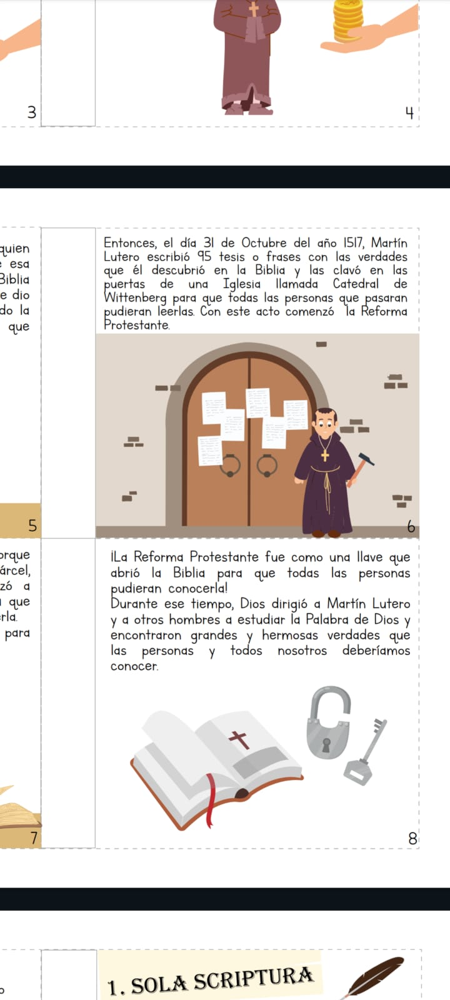 3
4
quien
esa
Biblia
e dio
do la
que
5
Entonces, el día 31 de Octubre del año 1517, Martín
Lutero escribió 95 tesis o frases con las verdades
que él descubrió en la Biblia y las clavó en las
puertas de una Iglesia llamada Catedral de
Wittenberg para que todas las personas que pasaran
pudieran leerlas. Con este acto comenzó la Reforma
Protestante.
6
orque
árcel,
zó a
que
rla.
para
7
¡La Reforma Protestante fue como una llave que
abrió la Biblia para que todas las personas
pudieran conocerla!
Durante ese tiempo, Dios dirigió a Martín Lutero
y a otros hombres a estudiar la Palabra de Dios y
encontraron grandes y hermosas verdades que
las personas y todos nosotros deberíamos
conocer.
8
o
1. SOLA SCRIPTURA